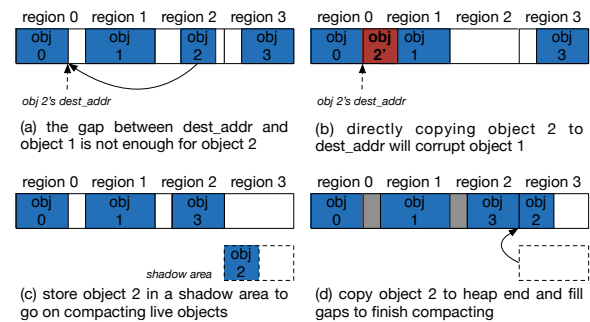 region 0 region 1 region 2 region 3
obj 0
obj 1
obj 2
obj 3
obj 2's dest_addr
(a) the gap between dest_addr and
object 1 is not enough for object 2
region 0 region 1 region 2 region 3
obj 0
obj 2'
obj 1
obj 3
obj 2's dest_addr
(b) directly copying object 2 to
dest_addr will corrupt object 1
region 0 region 1 region 2 region 3
obj 0
obj 1
obj 3
shadow area
obj 2
(c) store object 2 in a shadow area to
go on compacting live objects
region 0 region 1 region 2 region 3
obj 0
obj 1
obj 3
obj 2
(d) copy object 2 to heap end and fill
gaps to finish compacting